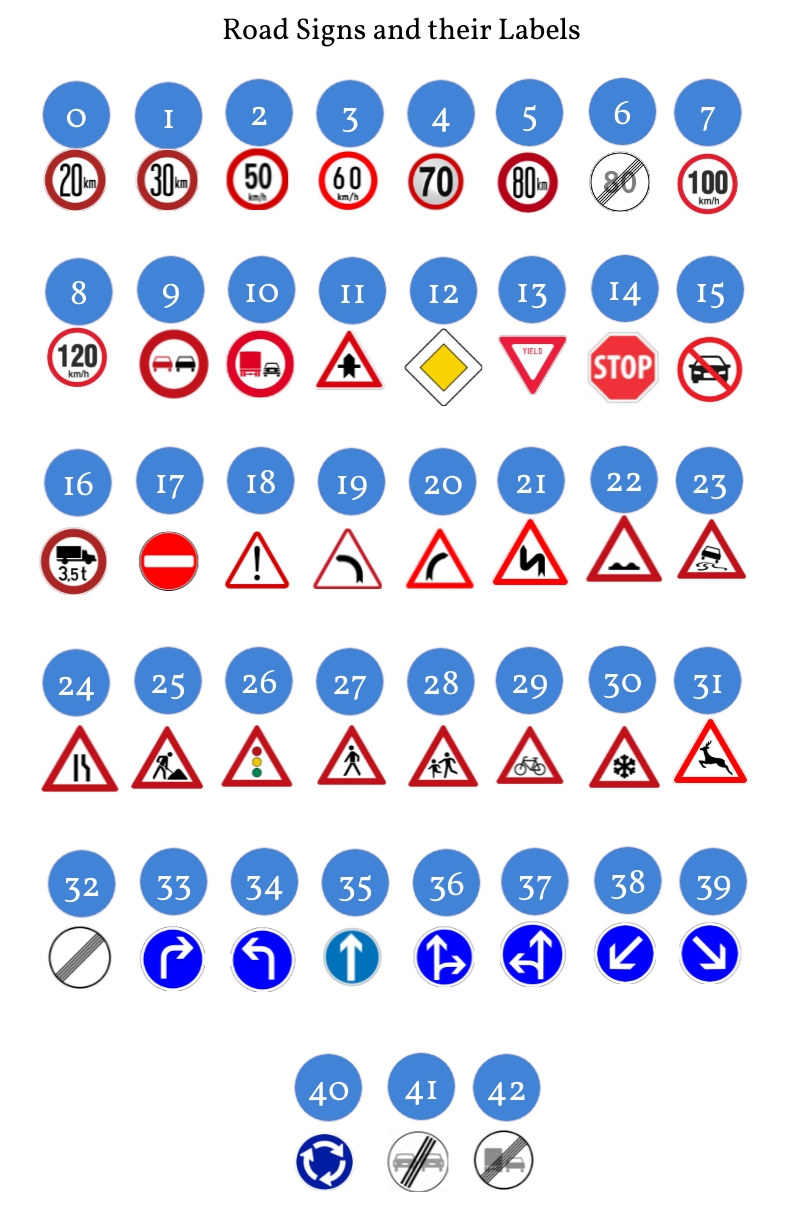 Road Signs and their Labels
0 1 2 3 4 5 6 7
20km 30km 50 km/h 60 km/h 70 80km 80 100 km/h
8 9 10 11 12 13 14 15
120 km/h YIELD STOP
16 17 18 19 20 21 22 23
3,5t !
24 25 26 27 28 29 30 31
32 33 34 35 36 37 38 39
40 41 42